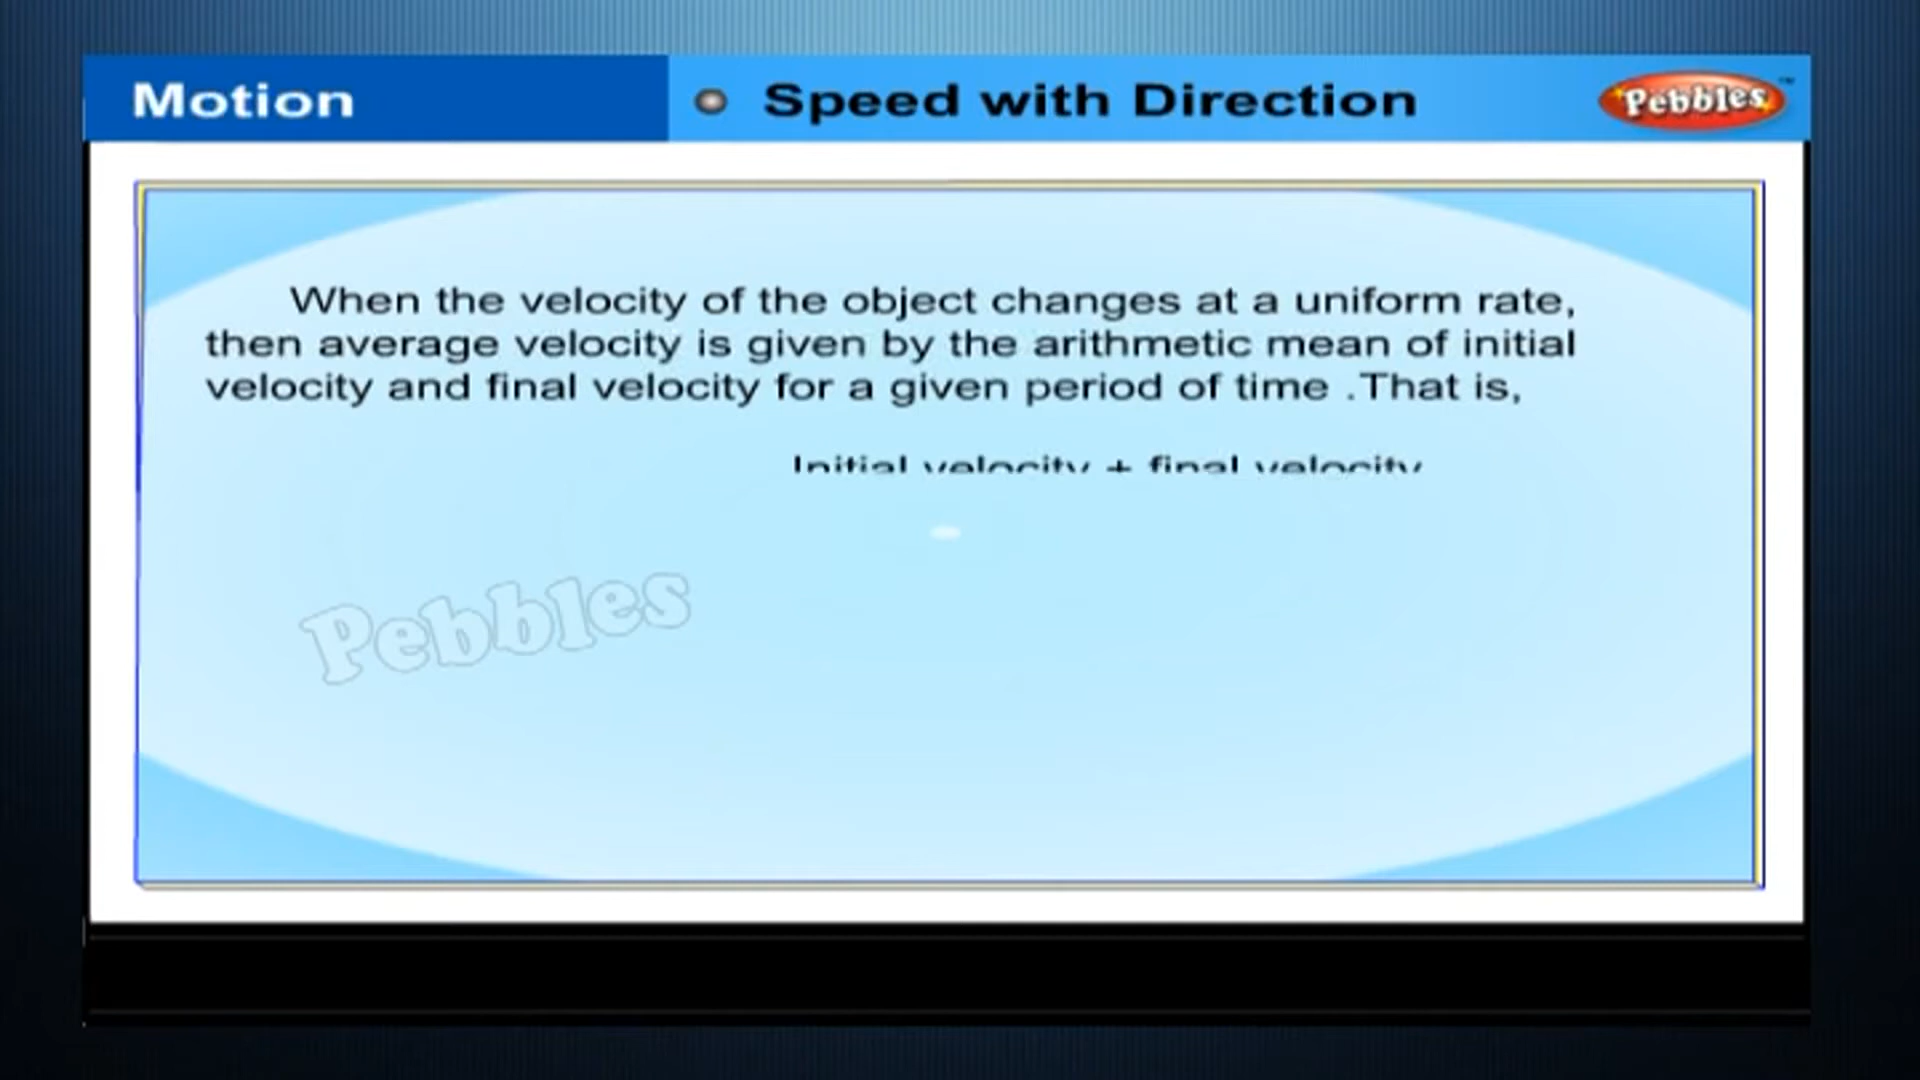 Motion
Speed with Direction
Pebbles™
When the velocity of the object changes at a uniform rate,
then average velocity is given by the arithmetic mean of initial
velocity and final velocity for a given period of time .That is,
Initial velocity + final velocity
Pebbles